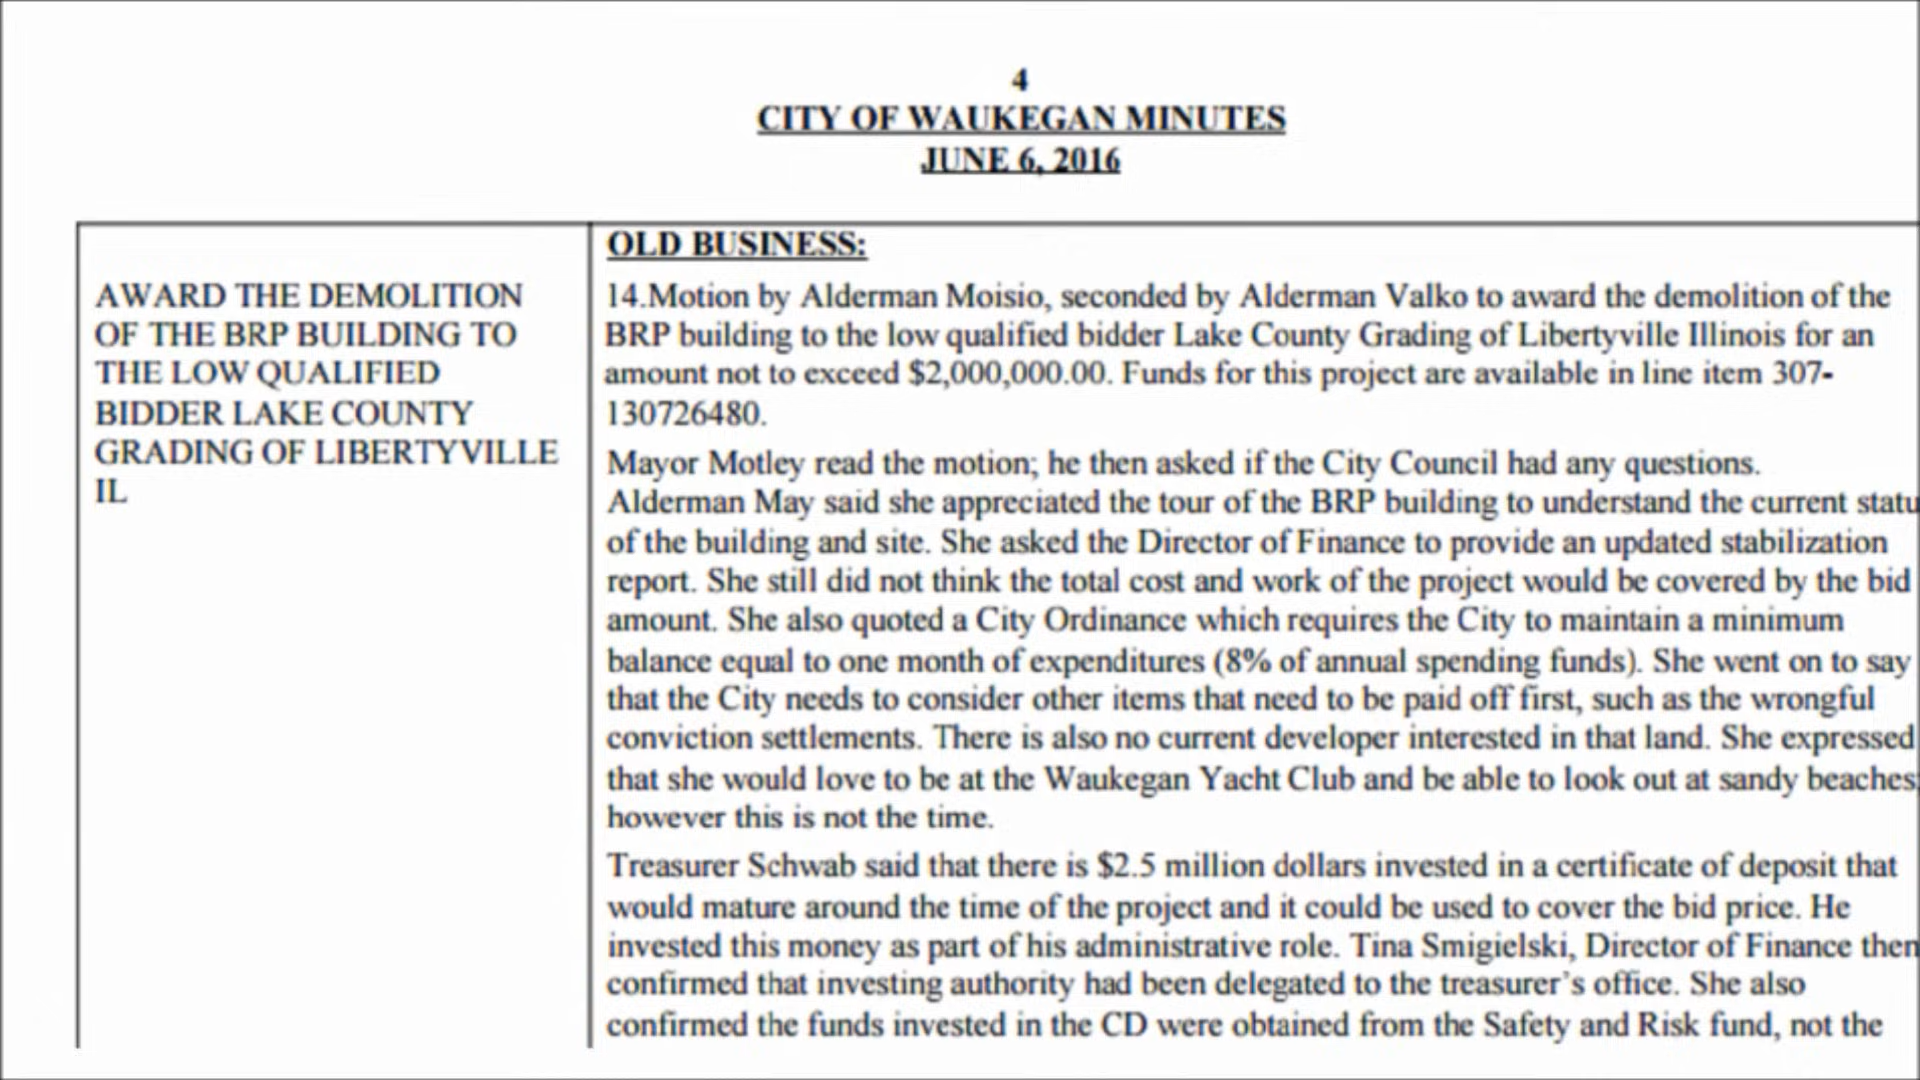 4
CITY OF WAUKEGAN MINUTES
JUNE 6, 2016
AWARD THE DEMOLITION
OF THE BRP BUILDING TO
THE LOW QUALIFIED
BIDDER LAKE COUNTY
GRADING OF LIBERTYVILLE
IL
OLD BUSINESS:
14.Motion by Alderman Moisio, seconded by Alderman Valko to award the demolition of the
BRP building to the low qualified bidder Lake County Grading of Libertyville Illinois for an
amount not to exceed $2,000,000.00. Funds for this project are available in line item 307-
130726480.
Mayor Motley read the motion; he then asked if the City Council had any questions.
Alderman May said she appreciated the tour of the BRP building to understand the current statu
of the building and site. She asked the Director of Finance to provide an updated stabilization
report. She still did not think the total cost and work of the project would be covered by the bid
amount. She also quoted a City Ordinance which requires the City to maintain a minimum
balance equal to one month of expenditures (8% of annual spending funds). She went on to say
that the City needs to consider other items that need to be paid off first, such as the wrongful
conviction settlements. There is also no current developer interested in that land. She expressed
that she would love to be at the Waukegan Yacht Club and be able to look out at sandy beaches;
however this is not the time.
Treasurer Schwab said that there is $2.5 million dollars invested in a certificate of deposit that
would mature around the time of the project and it could be used to cover the bid price. He
invested this money as part of his administrative role. Tina Smigielski, Director of Finance then
confirmed that investing authority had been delegated to the treasurer’s office. She also
confirmed the funds invested in the CD were obtained from the Safety and Risk fund, not the